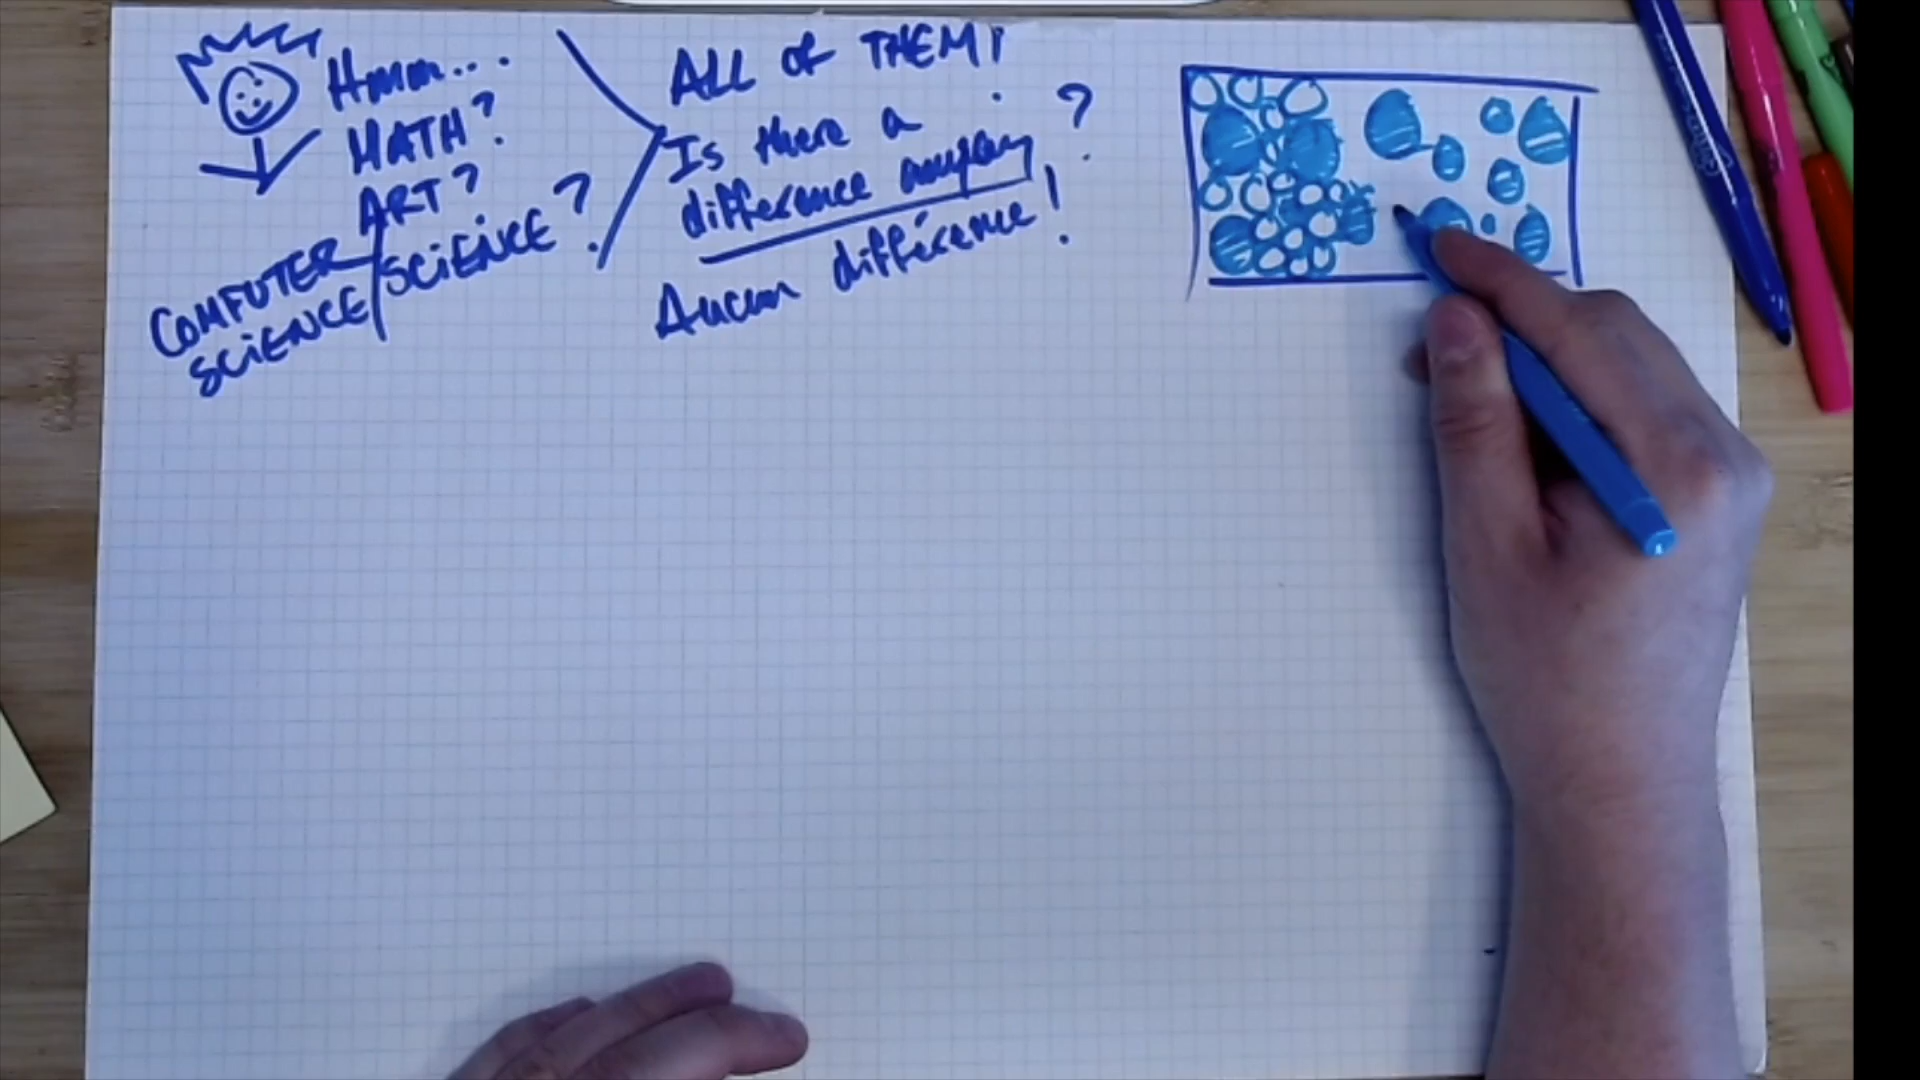 Hmm...
MATH?
ART?
COMPUTER
SCIENCE
SCIENCE?
ALL OF THEM!
Is there a
difference anyway?
Aucun différence!